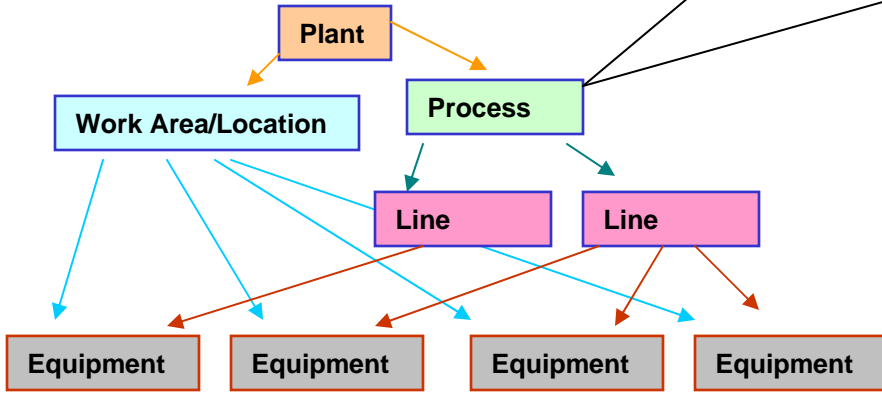 Plant
Work Area/Location
Process
Line
Line
Equipment
Equipment
Equipment
Equipment